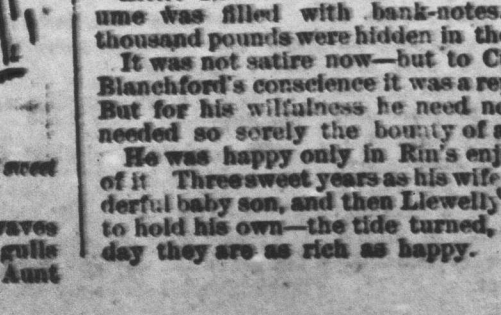 ume was filled with bank-notes
thousand pounds were hidden in the
It was not satire now—but to C
Blanchford's conscience it was a re
But for his wilfulness he need n
needed so sorely the bounty of
He was happy only in Rin's enj
of it Three sweet years as his wife
derful baby son, and then Llewelly
to hold his own—the tide turned,
day they are as rich as happy.
sweet
waves
gulls
Aunt